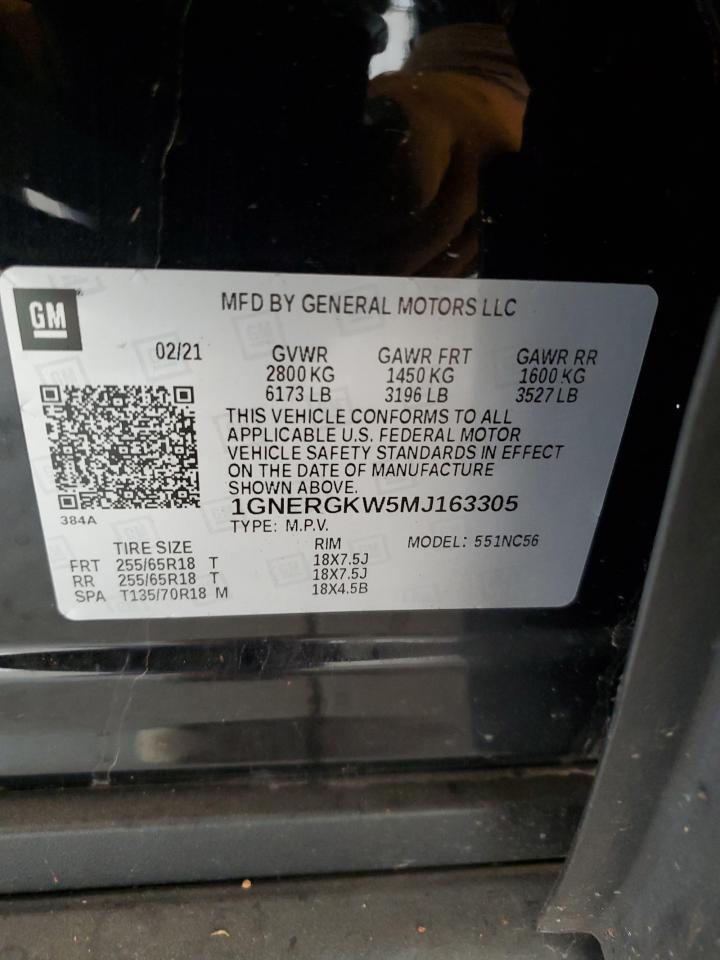 GM
MFD BY GENERAL MOTORS LLC
02/21 GVWR GAWR FRT GAWR RR
2800 KG 1450 KG 1600 KG
6173 LB 3196 LB 3527 LB
THIS VEHICLE CONFORMS TO ALL
APPLICABLE U.S. FEDERAL MOTOR
VEHICLE SAFETY STANDARDS IN EFFECT
ON THE DATE OF MANUFACTURE
SHOWN ABOVE.
384A
1GNERGKW5MJ163305
TYPE: M.P.V.
TIRE SIZE RIM MODEL: 551NC56
FRT 255/65R18 T 18X7.5J
RR 255/65R18 T 18X7.5J
SPA T135/70R18 M 18X4.5B